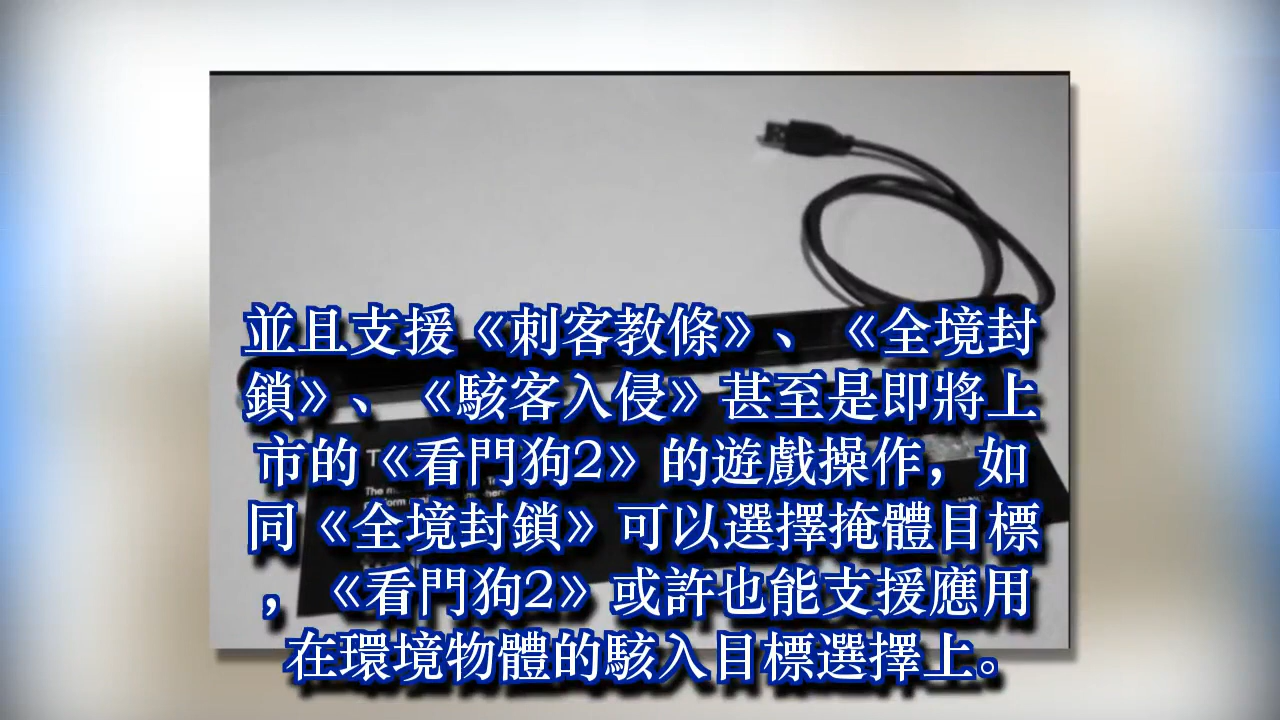 並且支援《刺客教條》、《全境封
鎖》、《駭客入侵》甚至是即將上
市的《看門狗2》的遊戲操作，如
同《全境封鎖》可以選擇掩體目標
，《看門狗2》或許也能支援應用
在環境物體的駭入目標選擇上。